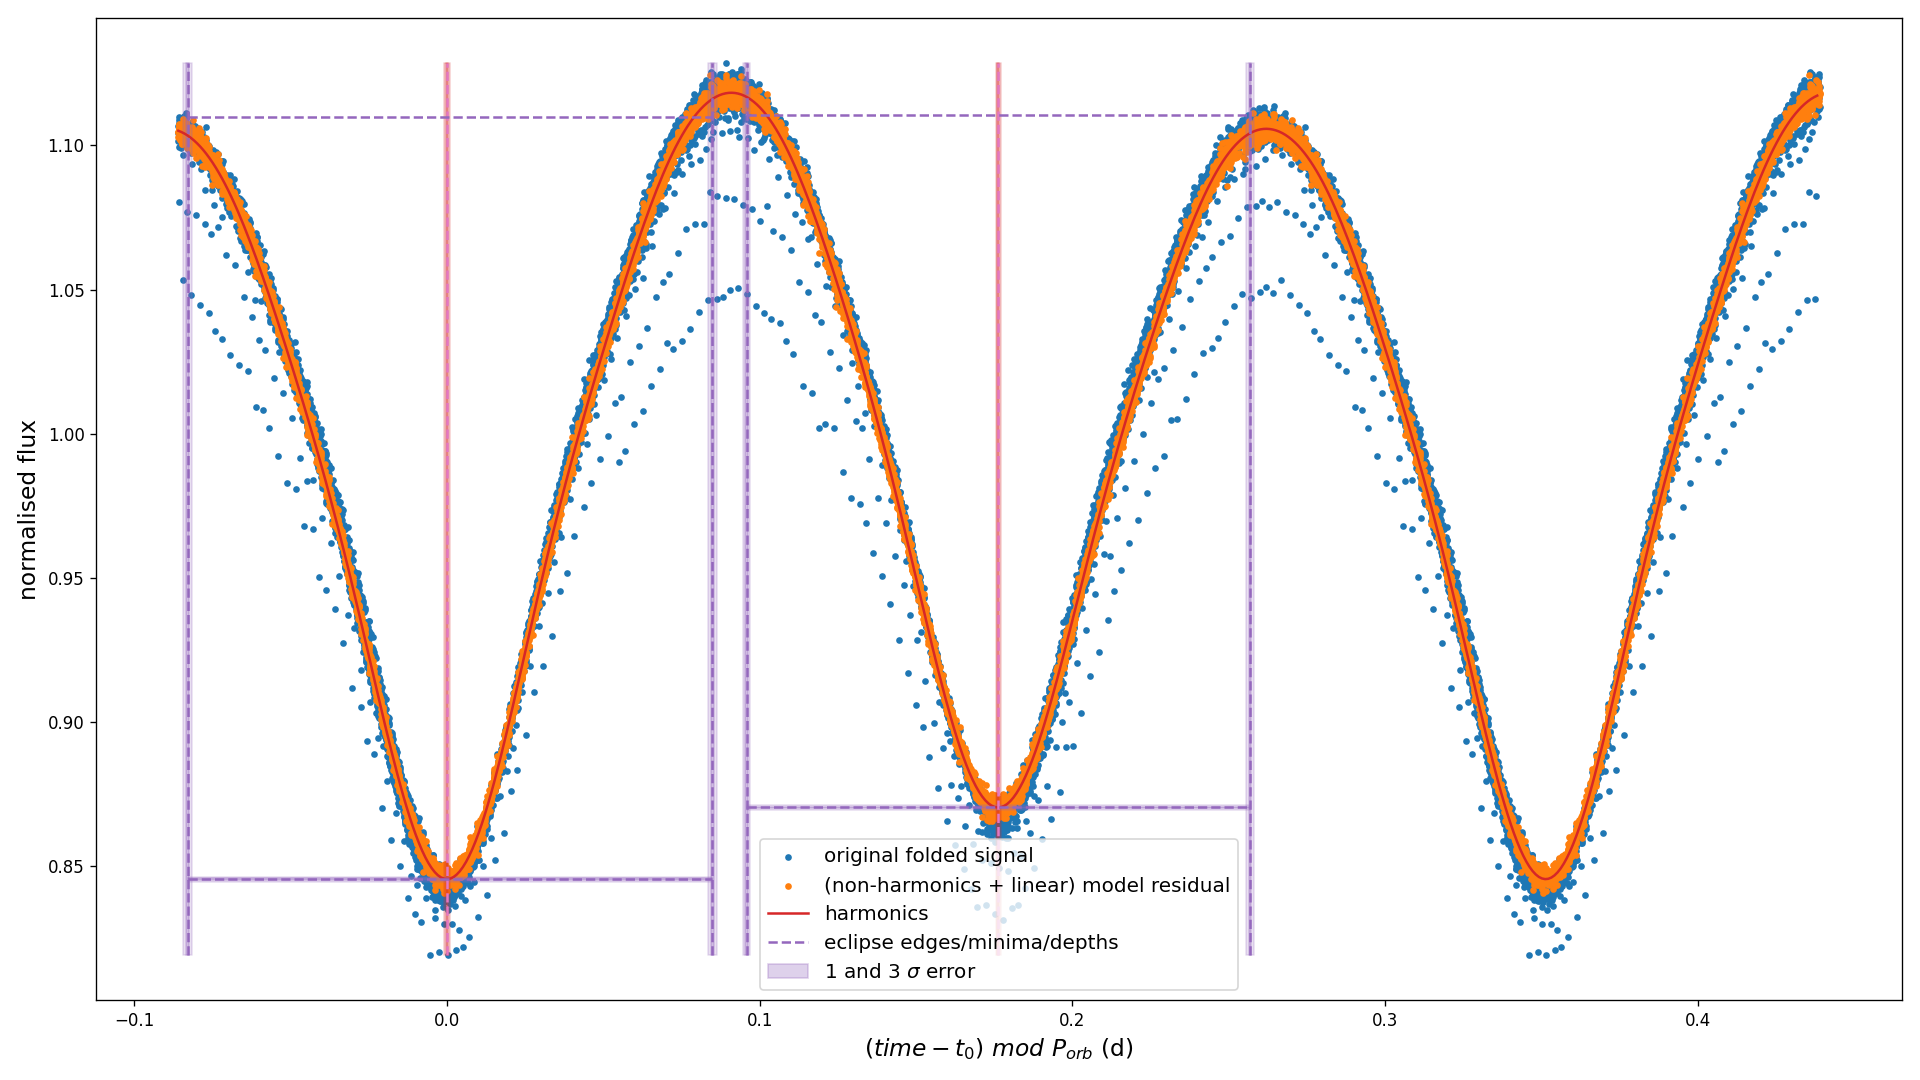 normalised flux
1.10
1.05
1.00
0.95
0.90
0.85
−0.1
0.0
0.1
0.2
0.3
0.4
(time − t₀) mod P_orb (d)
original folded signal
(non-harmonics + linear) model residual
harmonics
eclipse edges/minima/depths
1 and 3 σ error